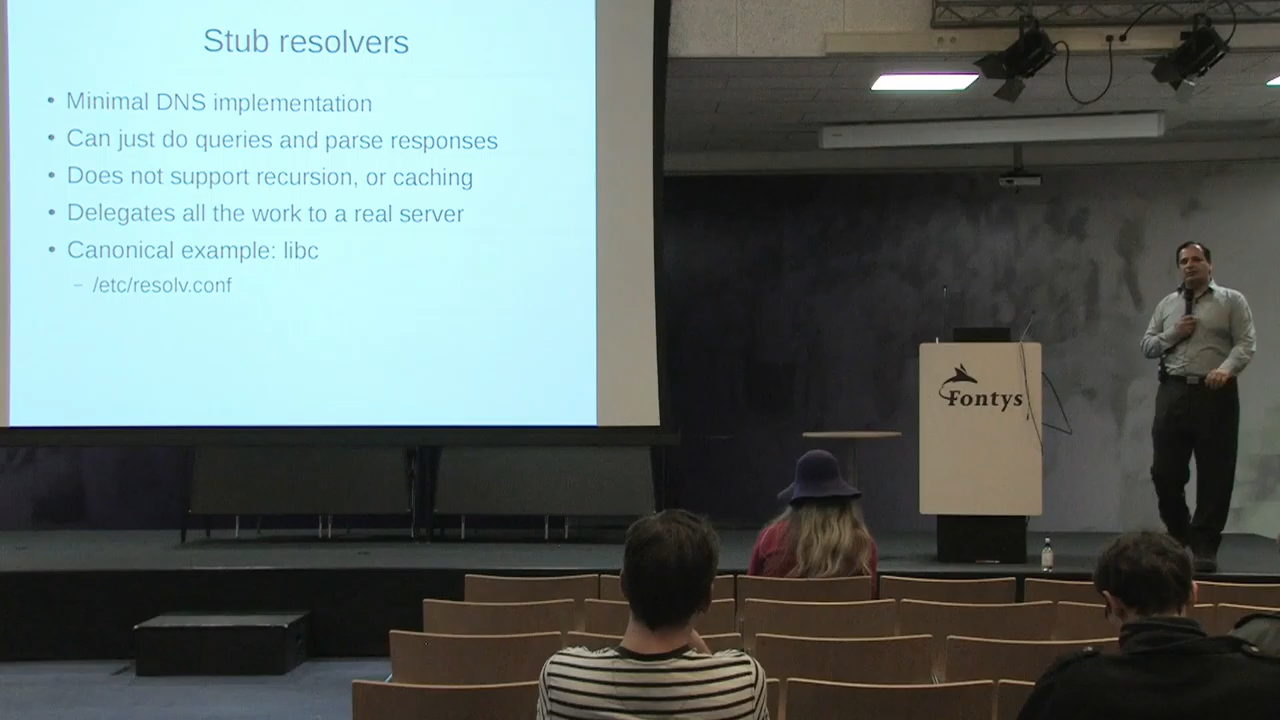 Stub resolvers
• Minimal DNS implementation
• Can just do queries and parse responses
• Does not support recursion, or caching
• Delegates all the work to a real server
• Canonical example: libc
– /etc/resolv.conf
Fontys